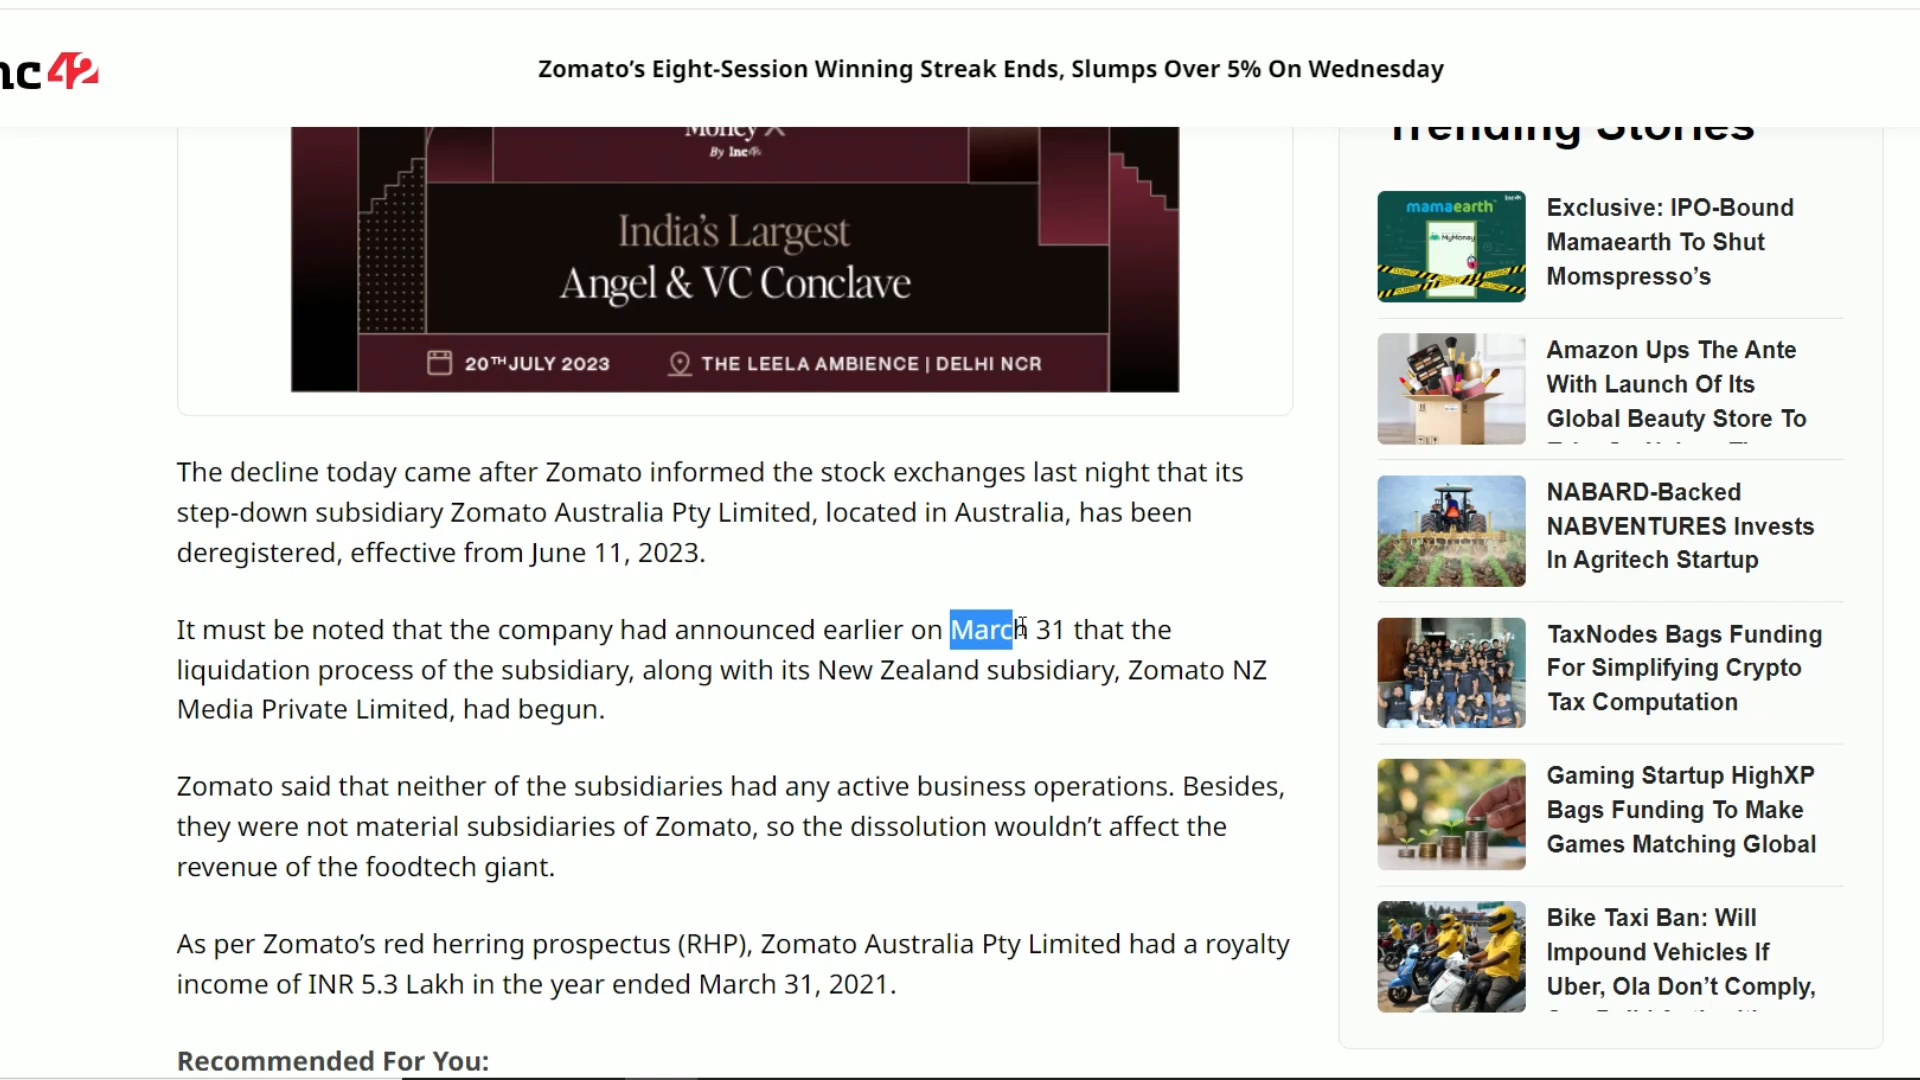 nc42
Zomato’s Eight-Session Winning Streak Ends, Slumps Over 5% On Wednesday
Money X
By Inc42
India’s Largest
Angel & VC Conclave
20TH JULY 2023
THE LEELA AMBIENCE | DELHI NCR
The decline today came after Zomato informed the stock exchanges last night that its
step-down subsidiary Zomato Australia Pty Limited, located in Australia, has been
deregistered, effective from June 11, 2023.
It must be noted that the company had announced earlier on March 31 that the
liquidation process of the subsidiary, along with its New Zealand subsidiary, Zomato NZ
Media Private Limited, had begun.
Zomato said that neither of the subsidiaries had any active business operations. Besides,
they were not material subsidiaries of Zomato, so the dissolution wouldn’t affect the
revenue of the foodtech giant.
As per Zomato’s red herring prospectus (RHP), Zomato Australia Pty Limited had a royalty
income of INR 5.3 Lakh in the year ended March 31, 2021.
Recommended For You:
Trending Stories
mamaearth
Inc42
MyMoney
Exclusive: IPO-Bound
Mamaearth To Shut
Momspresso’s
Amazon Ups The Ante
With Launch Of Its
Global Beauty Store To
NABARD-Backed
NABVENTURES Invests
In Agritech Startup
TaxNodes Bags Funding
For Simplifying Crypto
Tax Computation
Gaming Startup HighXP
Bags Funding To Make
Games Matching Global
Bike Taxi Ban: Will
Impound Vehicles If
Uber, Ola Don’t Comply,